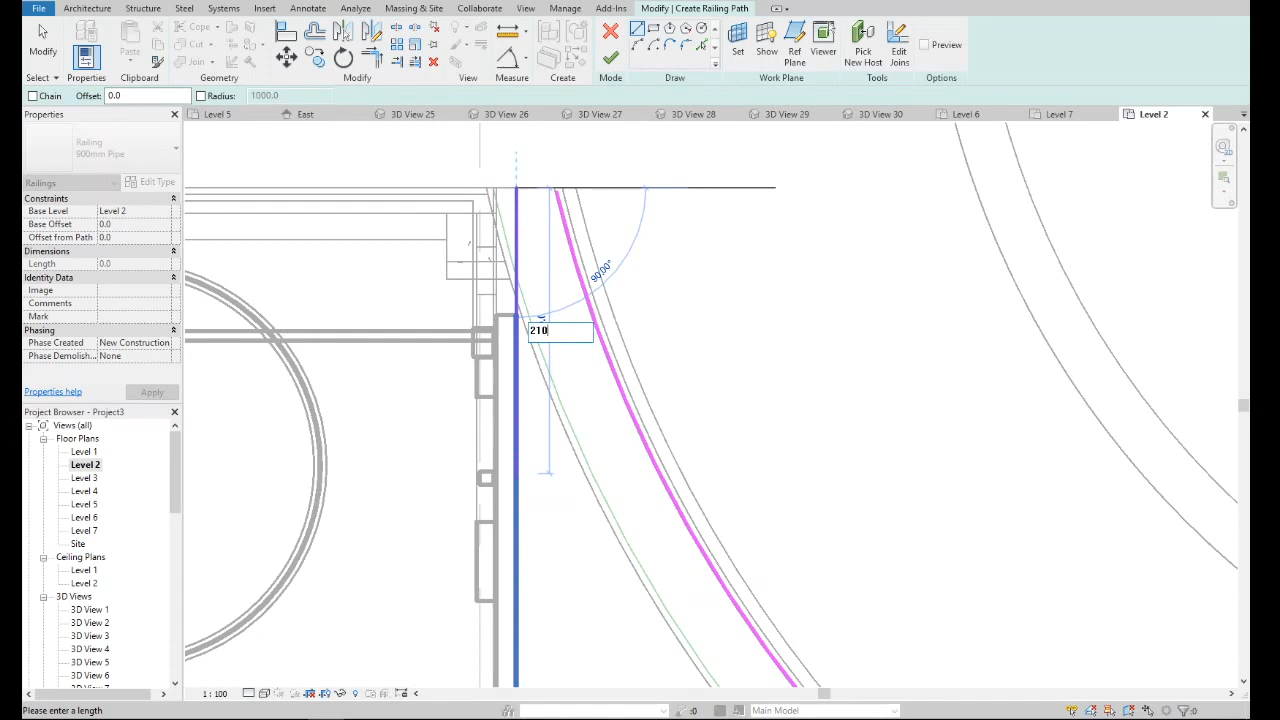 File Architecture Structure Steel Systems Insert Annotate Analyze Massing & Site Collaborate View Manage Add-Ins Modify | Create Railing Path
Modify Paste Cope Cut Join Set Show Ref Plane Viewer Pick New Host Edit Joins Preview
Select Properties Clipboard Geometry Modify View Measure Create Mode Draw Work Plane Tools Options
Chain Offset: 0.0 Radius: 1000.0
Properties Level 5 East 3D View 25 3D View 26 3D View 27 3D View 28 3D View 29 3D View 30 Level 6 Level 7 Level 2
Railing
900mm Pipe
Railings Edit Type
Constraints
Base Level Level 2
Base Offset 0.0
Offset from Path 0.0
Dimensions
Length 0.0
Identity Data
Image
Comments
Mark
Phasing
Phase Created New Construction
Phase Demolish... None
Properties help Apply
90.00°
210
Project Browser - Project3
Views (all)
Floor Plans
Level 1
Level 2
Level 3
Level 4
Level 5
Level 6
Level 7
Site
Ceiling Plans
Level 1
Level 2
3D Views
3D View 1
3D View 2
3D View 3
3D View 4
3D View 5
3D View 6
1 : 100
Please enter a length :0 Main Model :0